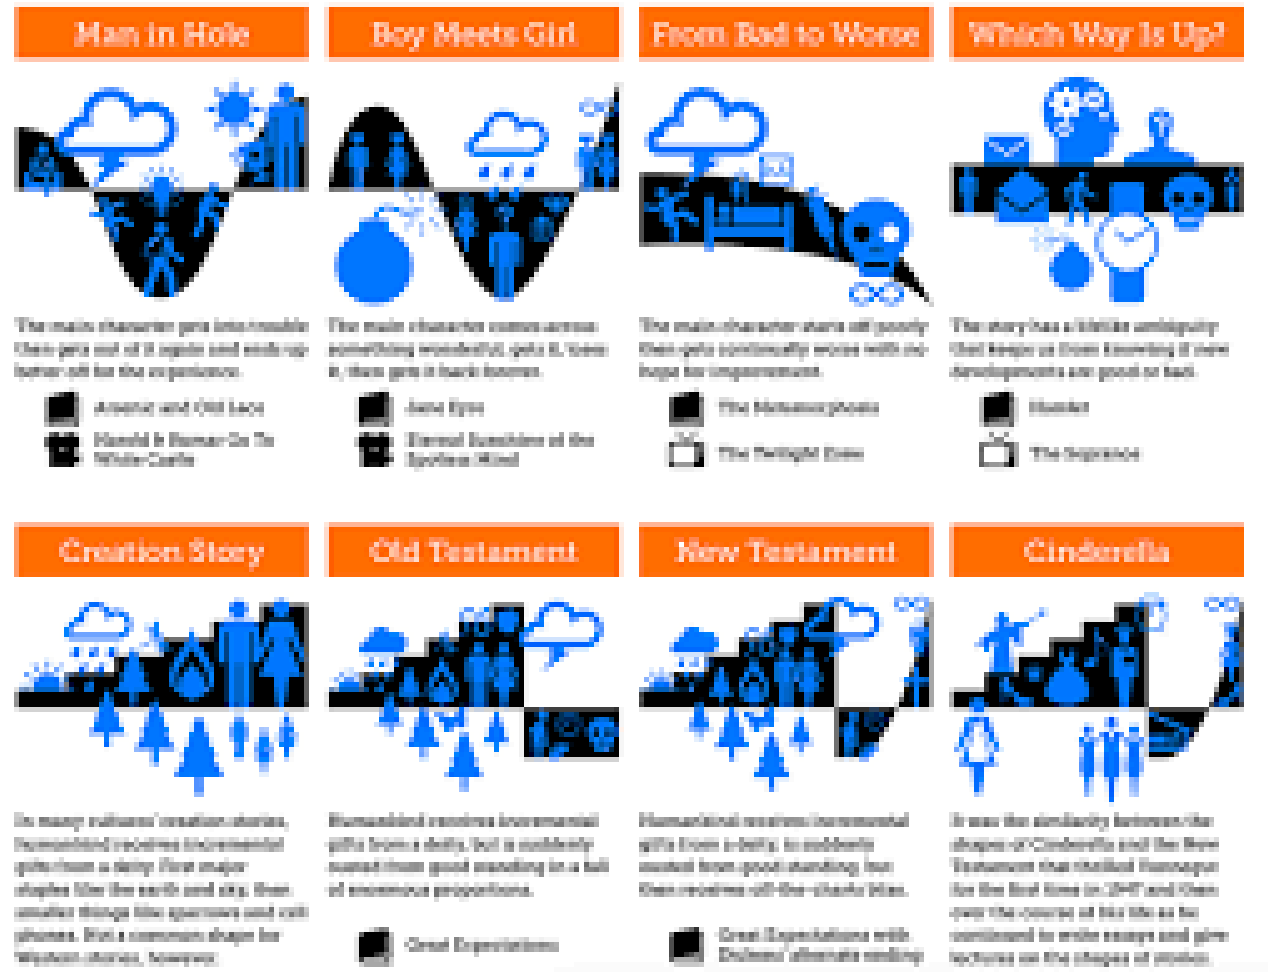 Man in Hole
Boy Meets Girl
From Bad to Worse
Which Way Is Up?
The main character gets into trouble
then gets out of it again and ends up
better off for the experience.
Arsenic and Old Lace
Harold & Kumar Go To
White Castle
The main character comes across
something wonderful, gets it, loses
it, then gets it back forever.
Jane Eyre
Eternal Sunshine of the
Spotless Mind
The main character starts off poorly
then gets continually worse with no
hope for improvement.
The Metamorphosis
The Twilight Zone
The story has a lifelike ambiguity
that keeps us from knowing if new
developments are good or bad.
Hamlet
The Sopranos
Creation Story
Old Testament
New Testament
Cinderella
In many cultures' creation stories,
humankind receives incremental
gifts from a deity. First major
staples like the earth and sky, then
smaller things like sparrows and cell
phones. Not a common shape for
Western stories, however.
Humankind receives incremental
gifts from a deity, but is suddenly
ousted from good standing in a fall
of enormous proportions.
Great Expectations
Humankind receives incremental
gifts from a deity, is suddenly
ousted from good standing, but
then receives off-the-charts bliss.
Great Expectations with
Dickens' alternate ending
It was the similarity between the
shapes of Cinderella and the New
Testament that thrilled Vonnegut
for the first time in 1947 and then
over the course of his life as he
continued to write essays and give
lectures on the shapes of stories.